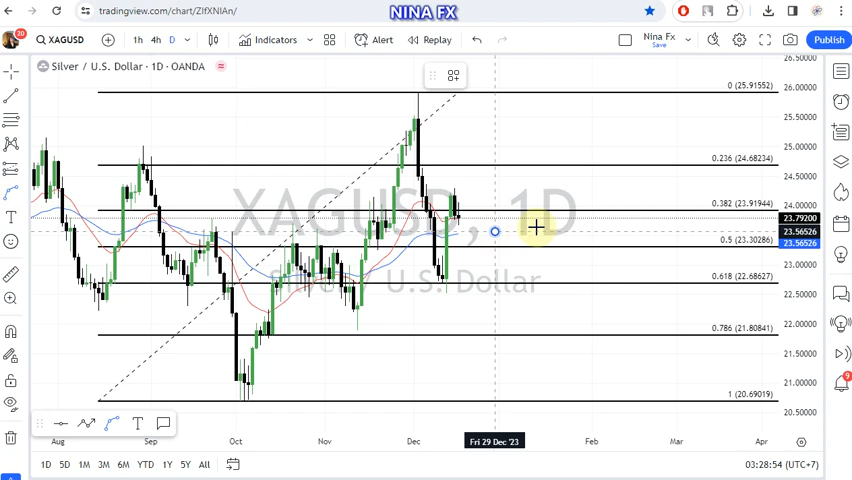 NINA FX
tradingview.com/chart/ZlfXNIAn/
20
XAGUSD
1h 4h D
Indicators
Alert
Replay
Nina Fx
Save
Publish
Silver / U.S. Dollar · 1D · OANDA
XAGUSD, 1D
Silver / U.S. Dollar
0 (25.91552)
0.236 (24.68234)
0.382 (23.91944)
0.5 (23.30286)
0.618 (22.68627)
0.786 (21.80841)
1 (20.69019)
26.50000
26.00000
25.50000
25.00000
24.50000
24.00000
23.79200
23.56526
23.56526
23.00000
22.50000
22.00000
21.50000
21.00000
20.50000
9
Aug Sep Oct Nov Dec Fri 29 Dec '23 Feb Mar Apr
1D 5D 1M 3M 6M YTD 1Y 5Y All
03:28:54 (UTC+7)